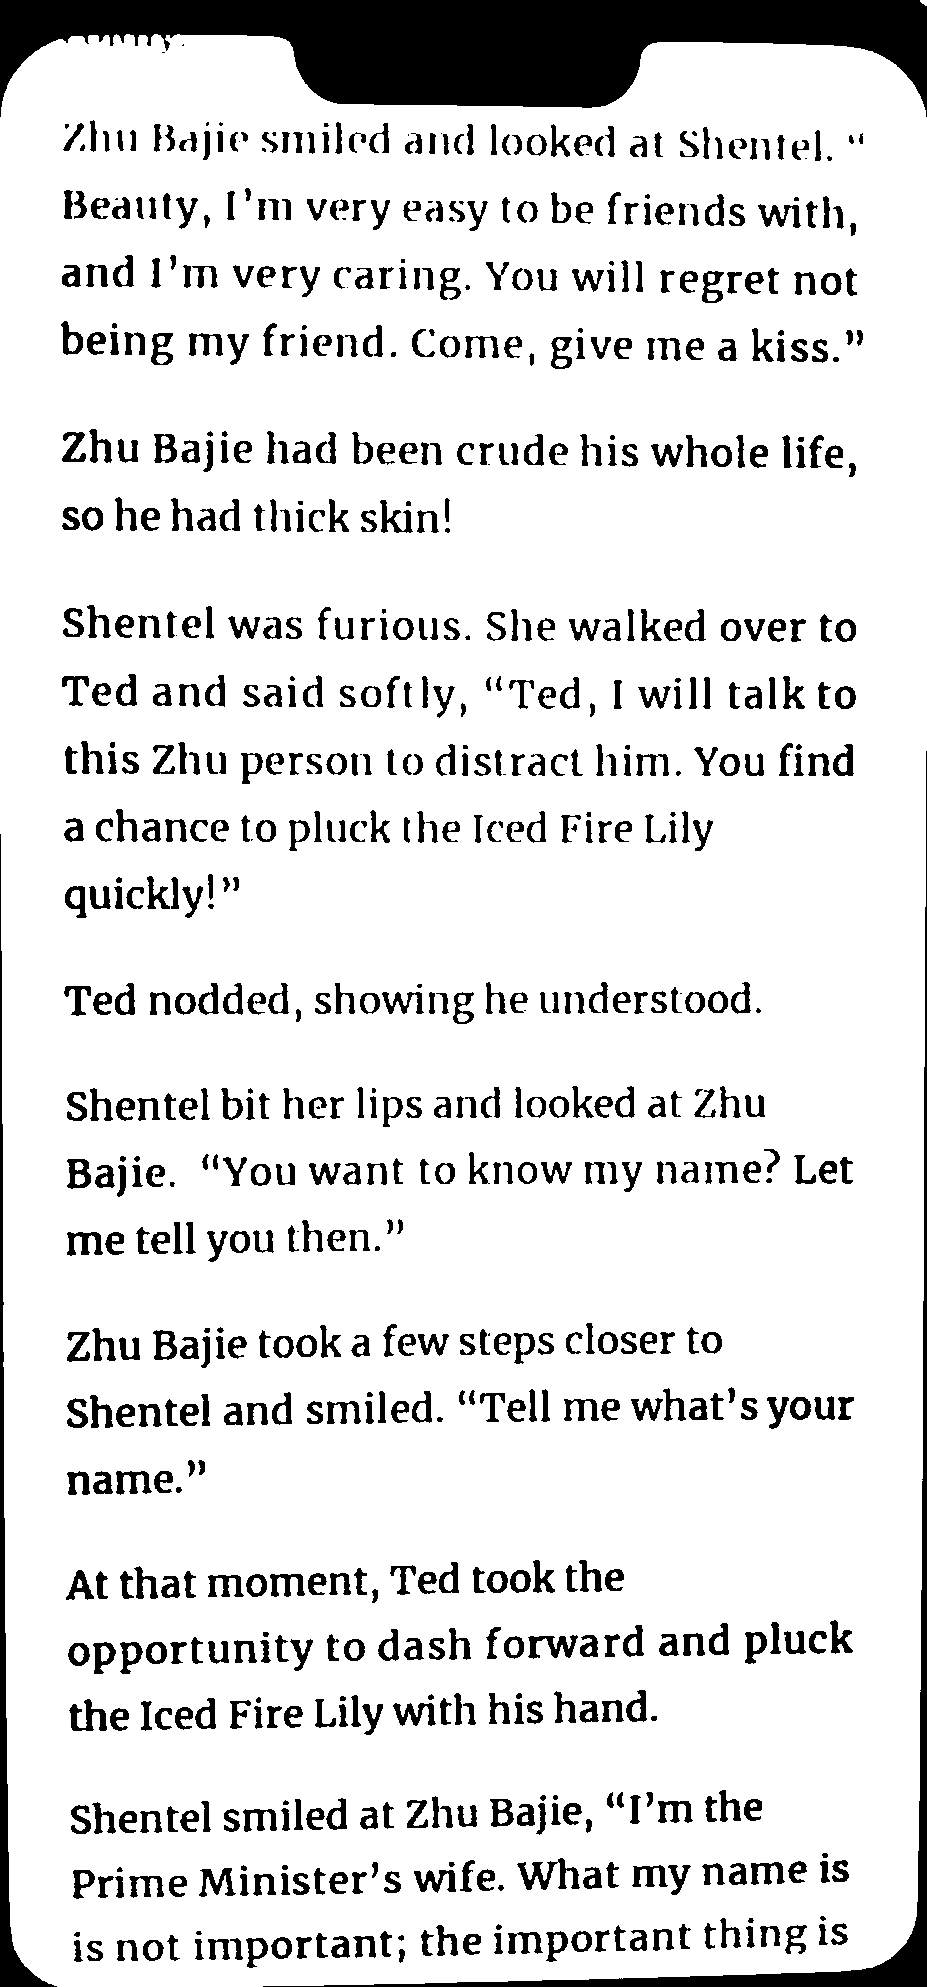 Zhu Bajie smiled and looked at Shentel. "
Beauty, I'm very easy to be friends with,
and I'm very caring. You will regret not
being my friend. Come, give me a kiss."
Zhu Bajie had been crude his whole life,
so he had thick skin!
Shentel was furious. She walked over to
Ted and said softly, "Ted, I will talk to
this Zhu person to distract him. You find
a chance to pluck the Iced Fire Lily
quickly!"
Ted nodded, showing he understood.
Shentel bit her lips and looked at Zhu
Bajie. "You want to know my name? Let
me tell you then."
Zhu Bajie took a few steps closer to
Shentel and smiled. "Tell me what's your
name."
At that moment, Ted took the
opportunity to dash forward and pluck
the Iced Fire Lily with his hand.
Shentel smiled at Zhu Bajie, "I'm the
Prime Minister's wife. What my name is
is not important; the important thing is